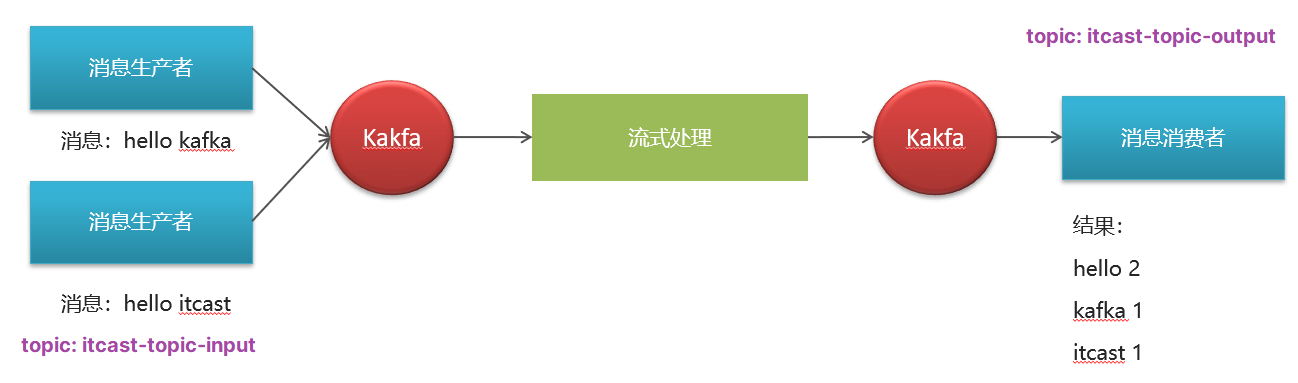 topic: itcast-topic-output
消息生产者
消息：hello kafka
消息生产者
消息：hello itcast
topic: itcast-topic-input
Kakfa
流式处理
Kakfa
消息消费者
结果：
hello 2
kafka 1
itcast 1